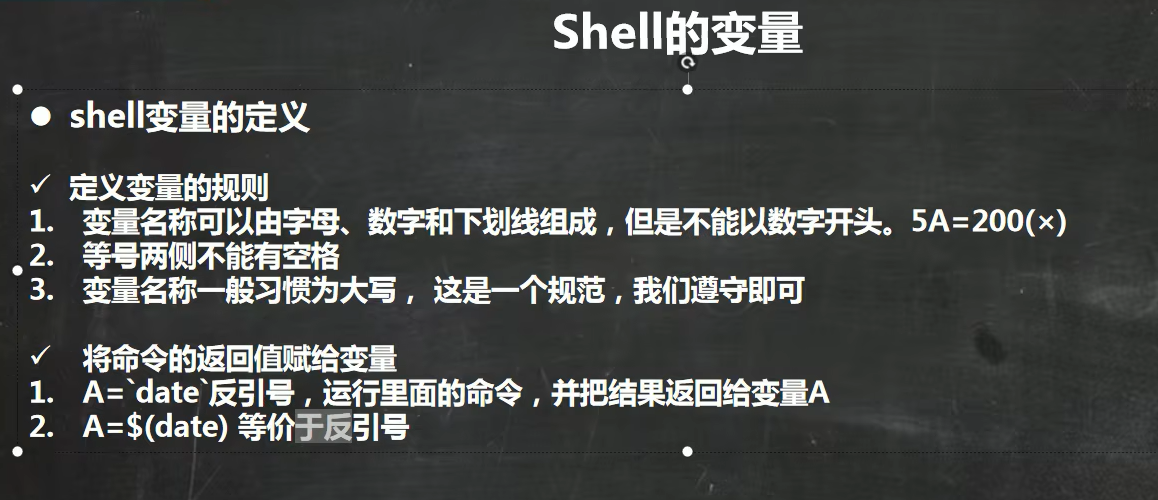 Shell的变量
● shell变量的定义
✓ 定义变量的规则
1. 变量名称可以由字母、数字和下划线组成，但是不能以数字开头。5A=200(×)
2. 等号两侧不能有空格
3. 变量名称一般习惯为大写， 这是一个规范，我们遵守即可
✓ 将命令的返回值赋给变量
1. A=`date`反引号，运行里面的命令，并把结果返回给变量A
2. A=$(date) 等价于反引号